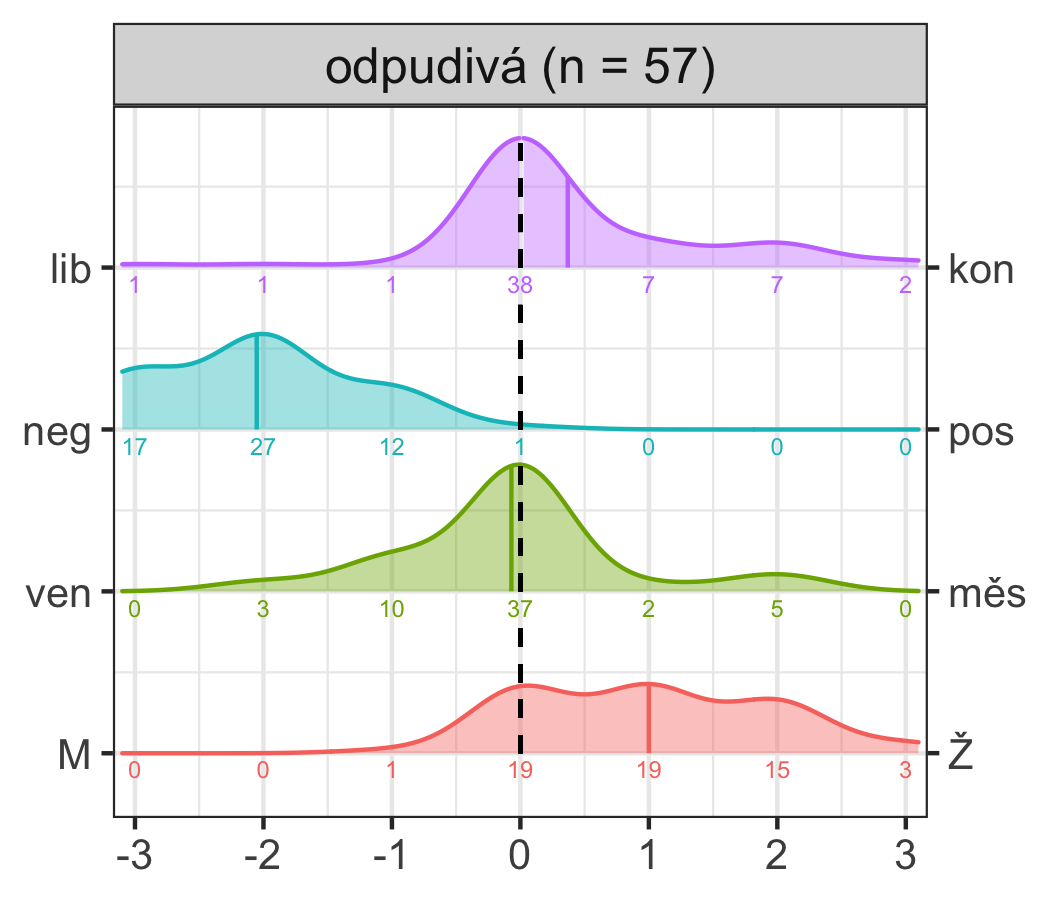 odpudivá (n = 57)
lib kon
1 1 1 38 7 7 2
neg pos
17 27 12 1 0 0 0
ven měs
0 3 10 37 2 5 0
M Ž
0 0 1 19 19 15 3
-3 -2 -1 0 1 2 3